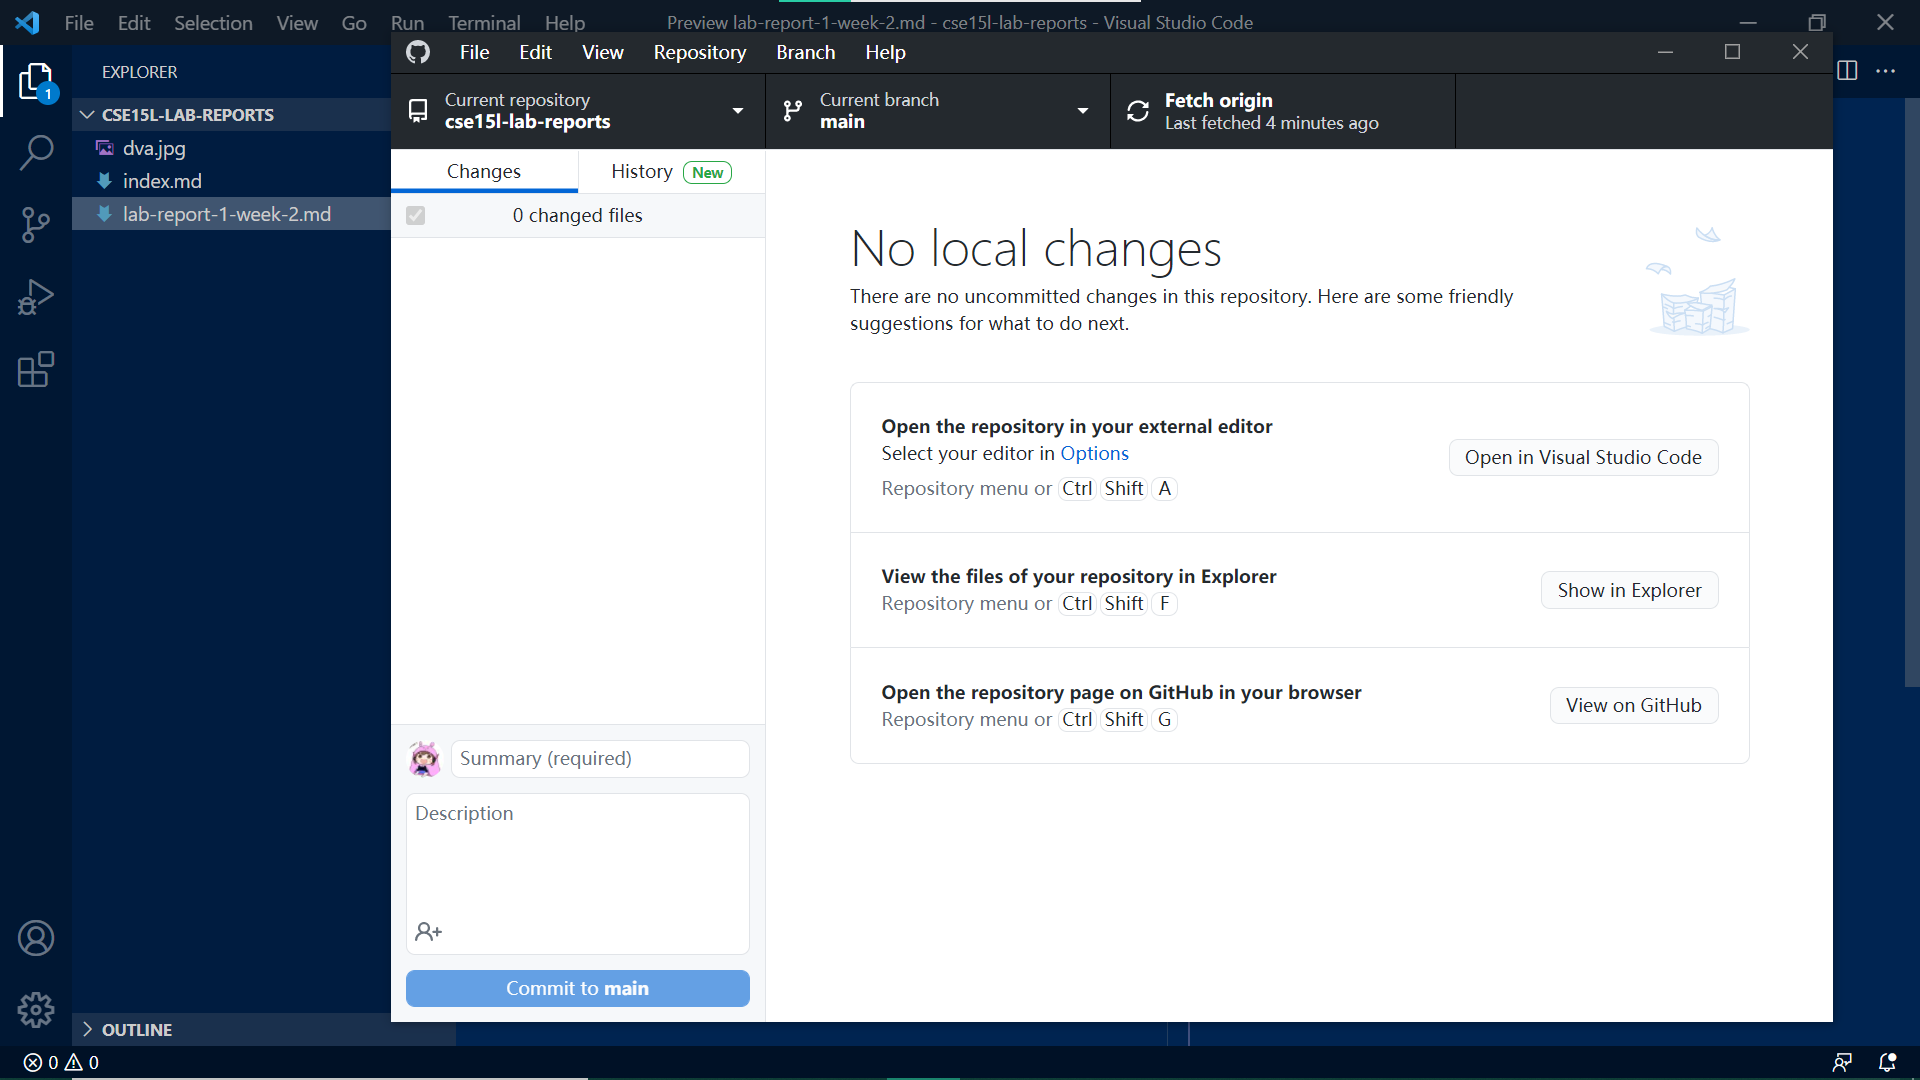 File Edit Selection View Go Run Terminal Help Preview lab-report-1-week-2.md - cse15l-lab-reports - Visual Studio Code
File Edit View Repository Branch Help
1
EXPLORER
CSE15L-LAB-REPORTS
dva.jpg
index.md
lab-report-1-week-2.md
Current repository
cse15l-lab-reports
Current branch
main
Fetch origin
Last fetched 4 minutes ago
Changes
History New
0 changed files
No local changes
There are no uncommitted changes in this repository. Here are some friendly
suggestions for what to do next.
Open the repository in your external editor
Select your editor in Options
Repository menu or Ctrl Shift A
Open in Visual Studio Code
View the files of your repository in Explorer
Repository menu or Ctrl Shift F
Show in Explorer
Open the repository page on GitHub in your browser
Repository menu or Ctrl Shift G
View on GitHub
Summary (required)
Description
Commit to main
OUTLINE
0 0